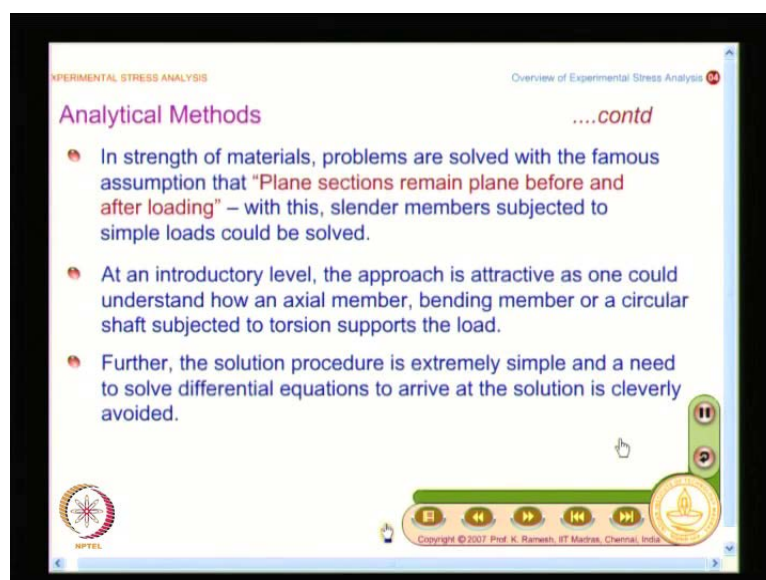 XPERIMENTAL STRESS ANALYSIS
Overview of Experimental Stress Analysis 04
Analytical Methods
....contd
In strength of materials, problems are solved with the famous
assumption that “Plane sections remain plane before and
after loading” – with this, slender members subjected to
simple loads could be solved.
At an introductory level, the approach is attractive as one could
understand how an axial member, bending member or a circular
shaft subjected to torsion supports the load.
Further, the solution procedure is extremely simple and a need
to solve differential equations to arrive at the solution is cleverly
avoided.
NPTEL
Copyright © 2007 Prof. K. Ramesh, IIT Madras, Chennai, India